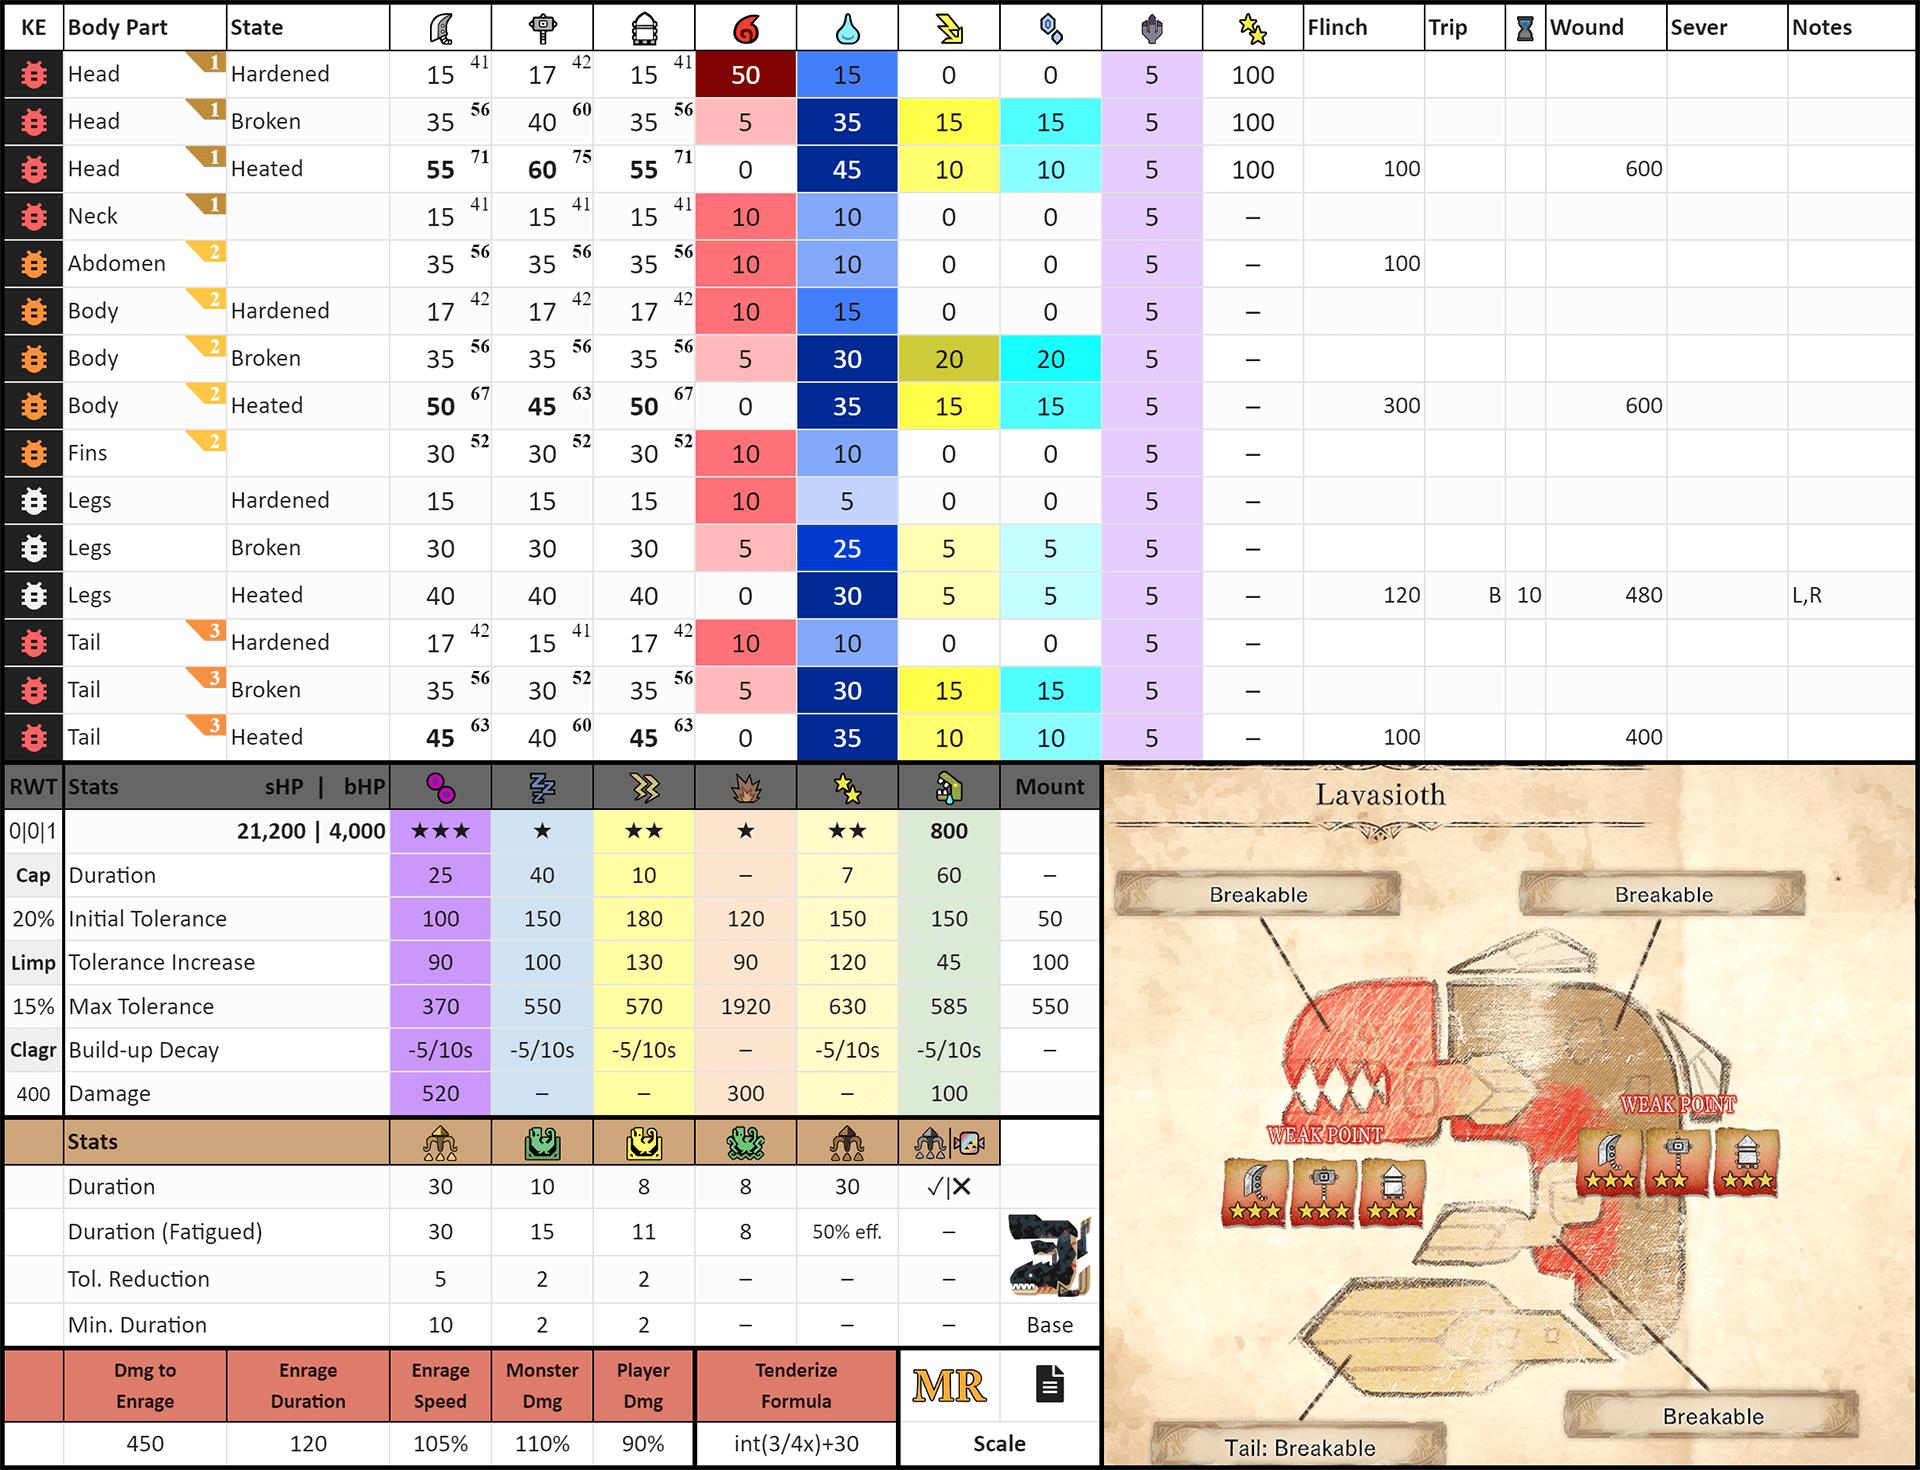 KE Body Part State Flinch Trip Wound Sever Notes
Head 1 Hardened 15 41 17 42 15 41 50 15 0 0 5 100
Head 1 Broken 35 56 40 60 35 56 5 35 15 15 5 100
Head 1 Heated 55 71 60 75 55 71 0 45 10 10 5 100 100 600
Neck 1 15 41 15 41 15 41 10 10 0 0 5 –
Abdomen 2 35 56 35 56 35 56 10 10 0 0 5 – 100
Body 2 Hardened 17 42 17 42 17 42 10 15 0 0 5 –
Body 2 Broken 35 56 35 56 35 56 5 30 20 20 5 –
Body 2 Heated 50 67 45 63 50 67 0 35 15 15 5 – 300 600
Fins 2 30 52 30 52 30 52 10 10 0 0 5 –
Legs Hardened 15 15 15 10 5 0 0 5 –
Legs Broken 30 30 30 5 25 5 5 5 –
Legs Heated 40 40 40 0 30 5 5 5 – 120 B 10 480 L,R
Tail 3 Hardened 17 42 15 41 17 42 10 10 0 0 5 –
Tail 3 Broken 35 56 30 52 35 56 5 30 15 15 5 –
Tail 3 Heated 45 63 40 60 45 63 0 35 10 10 5 – 100 400
RWT Stats sHP | bHP Mount
0|0|1 21,200 | 4,000 ★★★ ★ ★★ ★ ★★ 800
Cap Duration 25 40 10 – 7 60 –
20% Initial Tolerance 100 150 180 120 150 150 50
Limp Tolerance Increase 90 100 130 90 120 45 100
15% Max Tolerance 370 550 570 1920 630 585 550
Clagr Build-up Decay -5/10s -5/10s -5/10s – -5/10s -5/10s –
400 Damage 520 – – 300 – 100
Stats
Duration 30 10 8 8 30 ✓|✕
Duration (Fatigued) 30 15 11 8 50% eff. –
Tol. Reduction 5 2 2 – – –
Min. Duration 10 2 2 – – – Base
Dmg to Enrage Enrage Duration Enrage Speed Monster Dmg Player Dmg Tenderize Formula MR
450 120 105% 110% 90% int(3/4x)+30 Scale
Lavasioth
Breakable
Breakable
WEAK POINT
WEAK POINT
Breakable
Tail: Breakable